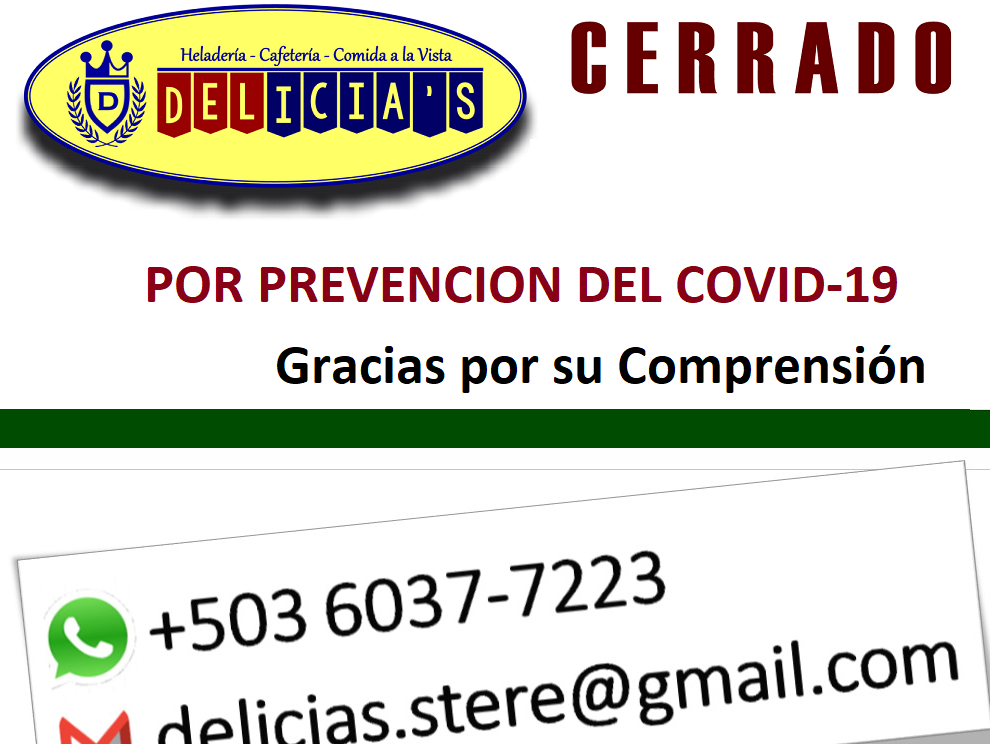 Heladería - Cafetería - Comida a la Vista
D
DELICIA'S
CERRADO
POR PREVENCION DEL COVID-19
Gracias por su Comprensión
+503 6037-7223
delicias.stere@gmail.com